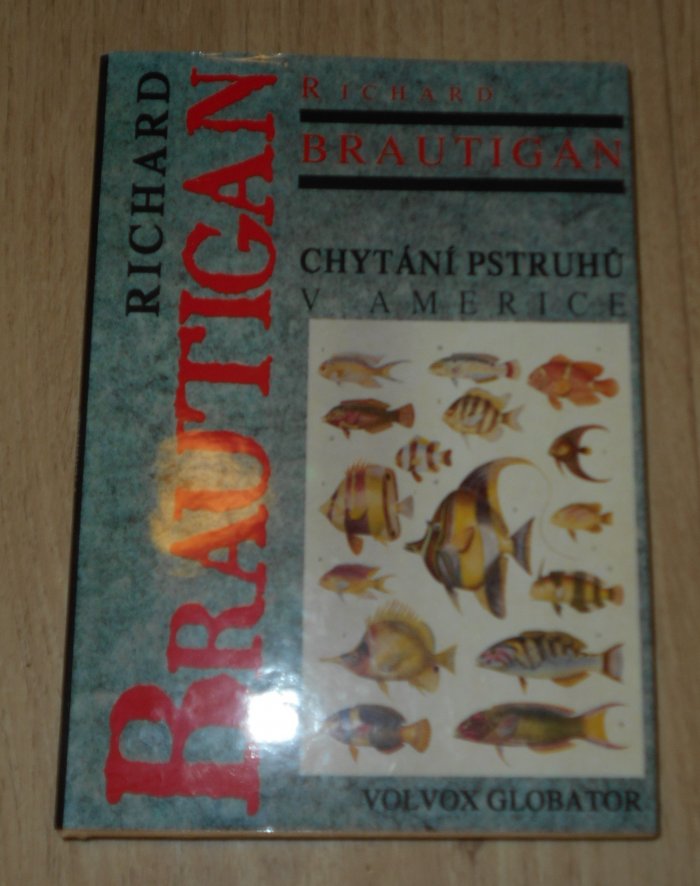 RICHARD
BRAUTIGAN
RICHARD
BRAUTIGAN
CHYTÁNÍ PSTRUHŮ
V AMERICE
VOLVOX GLOBATOR